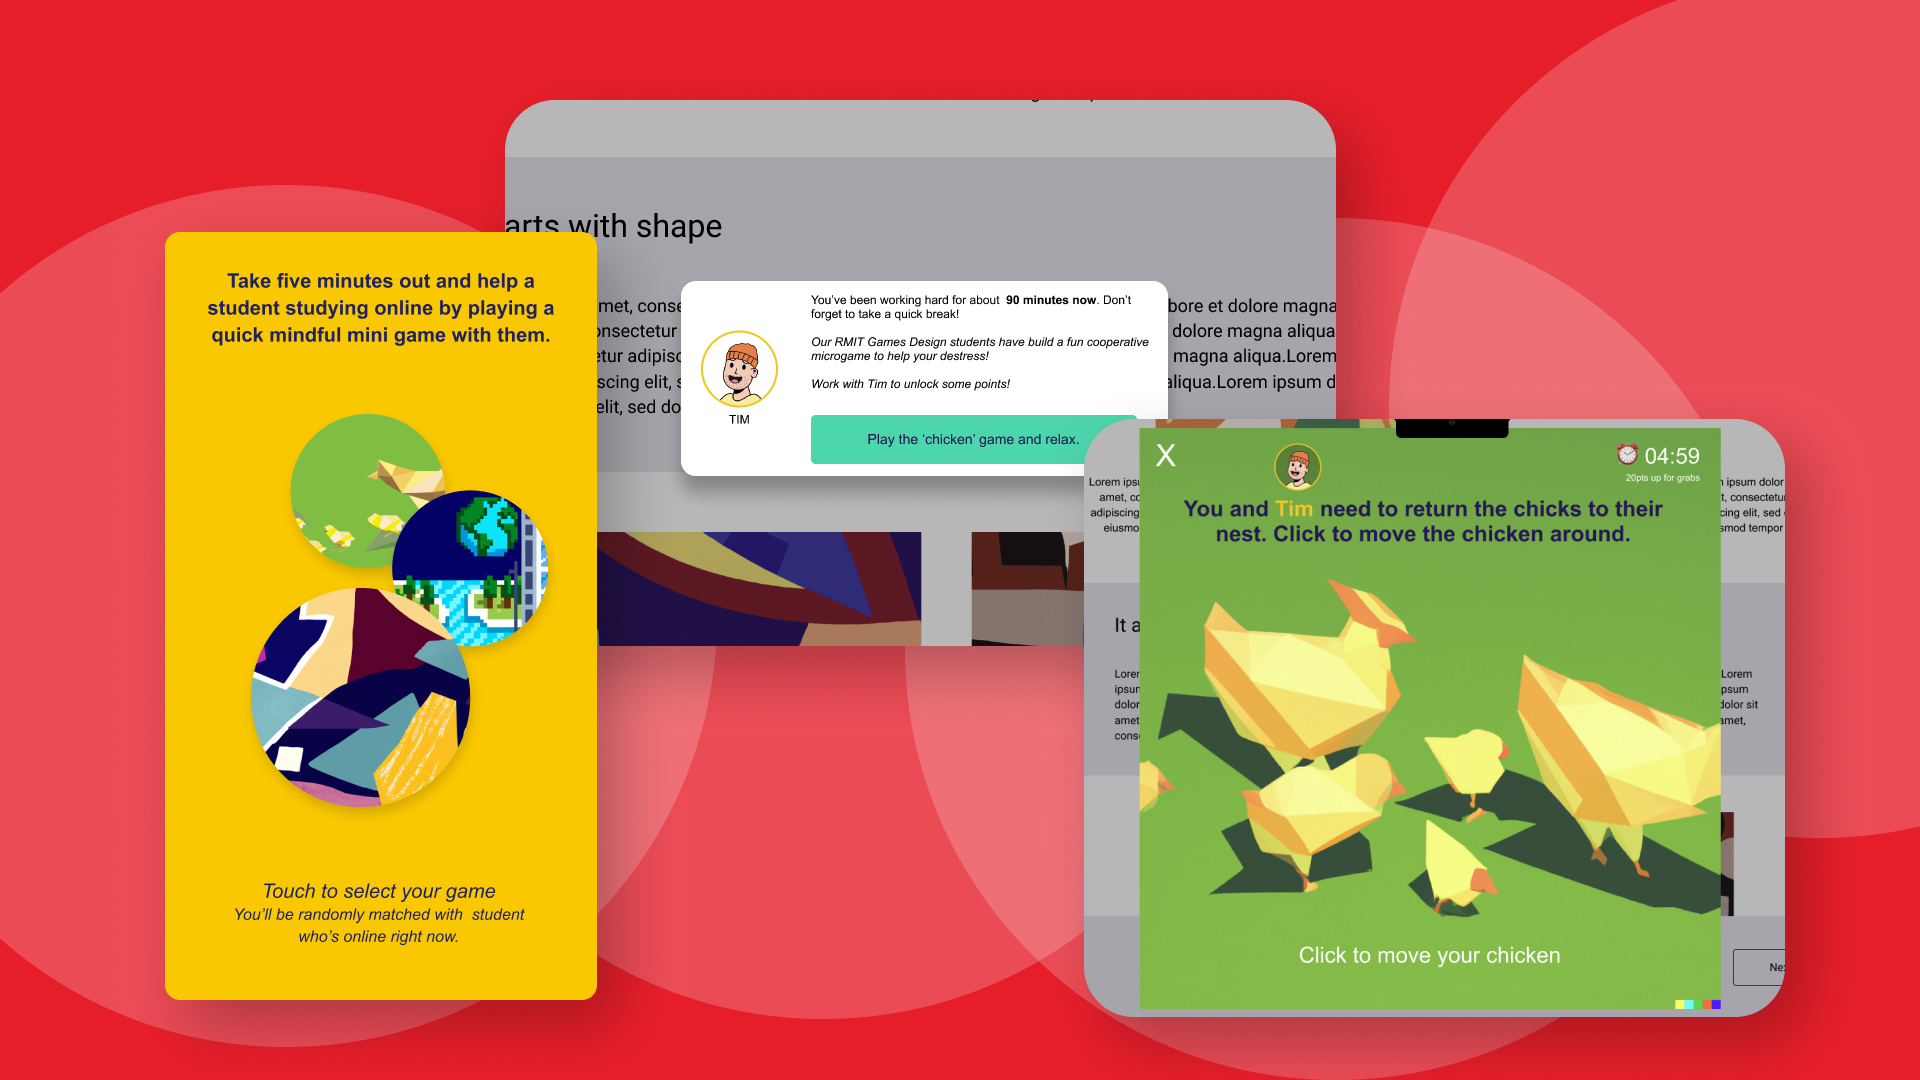 Take five minutes out and help a
student studying online by playing a
quick mindful mini game with them.
Touch to select your game
You'll be randomly matched with student
who's online right now.
arts with shape
met, conse
onsectetur
etur adipisc
scing elit, s
elit, sed do
bore et dolore magna
dolore magna aliqua
magna aliqua.Lorem
aliqua.Lorem ipsum d
You've been working hard for about 90 minutes now. Don't
forget to take a quick break!
Our RMIT Games Design students have build a fun cooperative
microgame to help your destress!
Work with Tim to unlock some points!
TIM
Play the 'chicken' game and relax.
X
04:59
20pts up for grabs
You and Tim need to return the chicks to their
nest. Click to move the chicken around.
Click to move your chicken
Lorem ipsu
amet, co
adipiscing
eiusmo
ipsum dolor
t, consectetu
cing elit, sed
smod tempor
It a
Lorem
ipsum
dolor
amet
conse
Lorem
ipsum
dolor sit
amet,
Nex